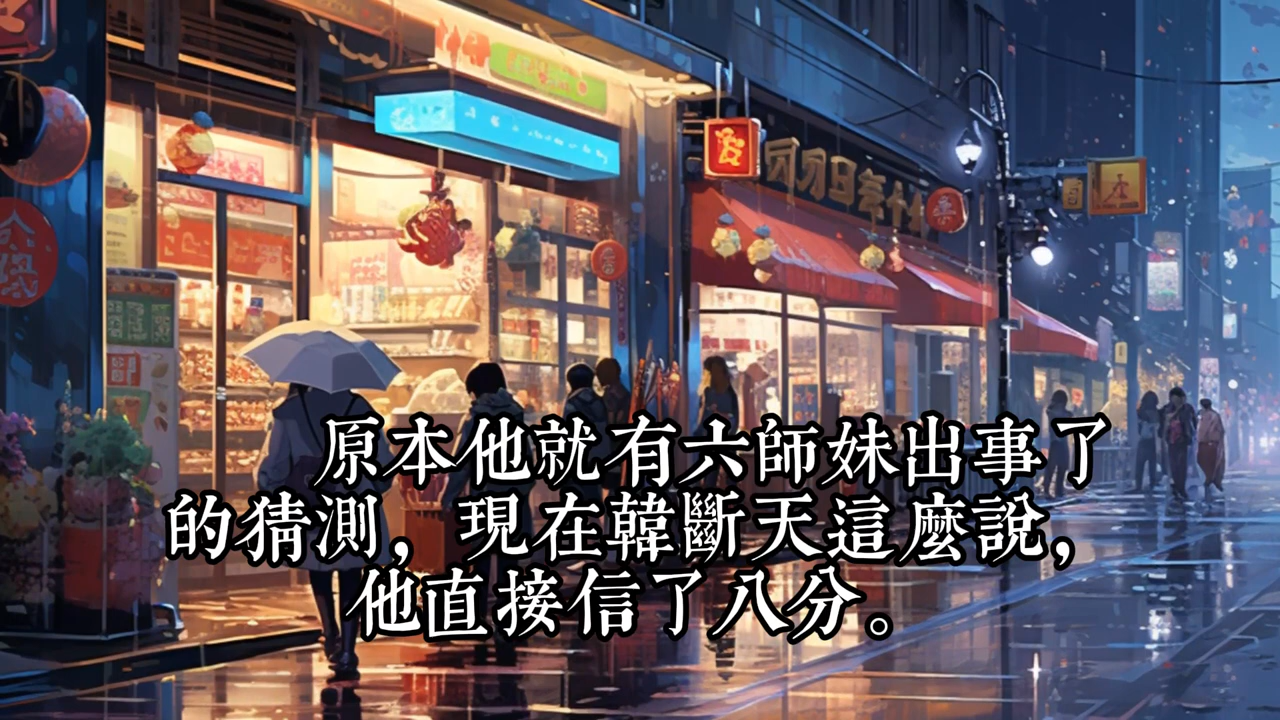 原本他就有六師妹出事了
的猜測，現在韓斷天這麼說，
他直接信了八分。